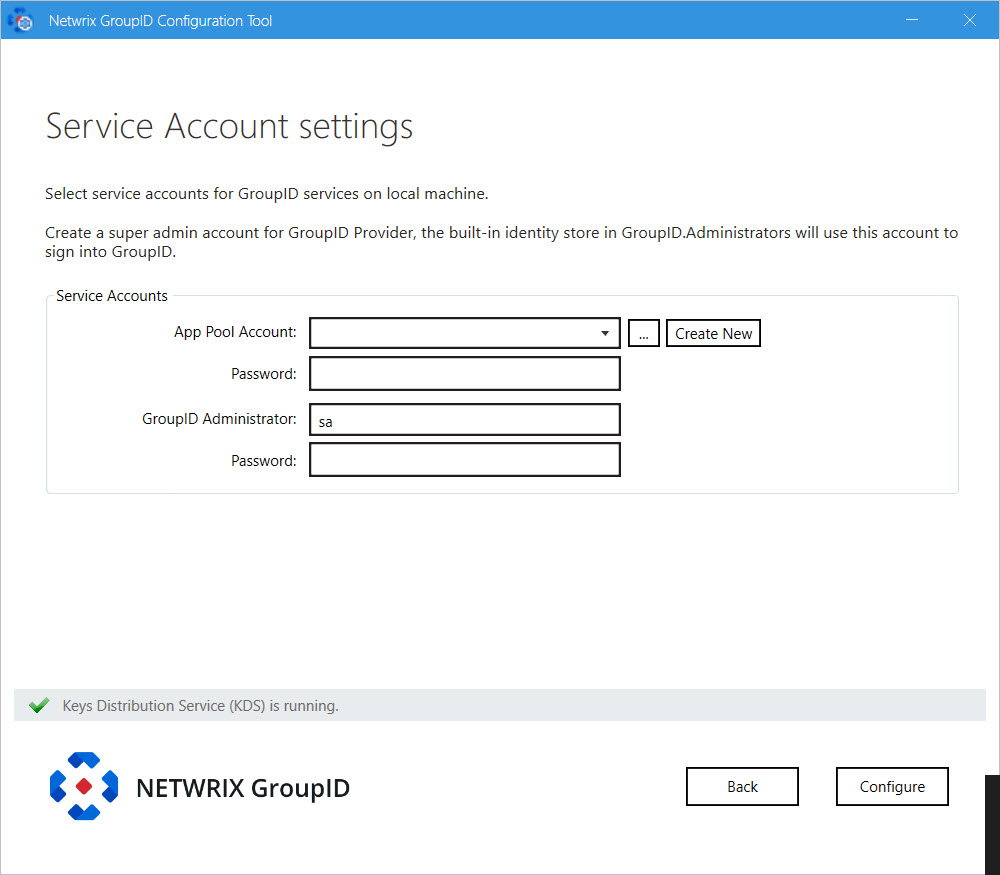 Netwrix GroupID Configuration Tool
Service Account settings
Select service accounts for GroupID services on local machine.
Create a super admin account for GroupID Provider, the built-in identity store in GroupID.Administrators will use this account to
sign into GroupID.
Service Accounts
App Pool Account:
... Create New
Password:
GroupID Administrator: sa
Password:
Keys Distribution Service (KDS) is running.
NETWRIX GroupID
Back Configure